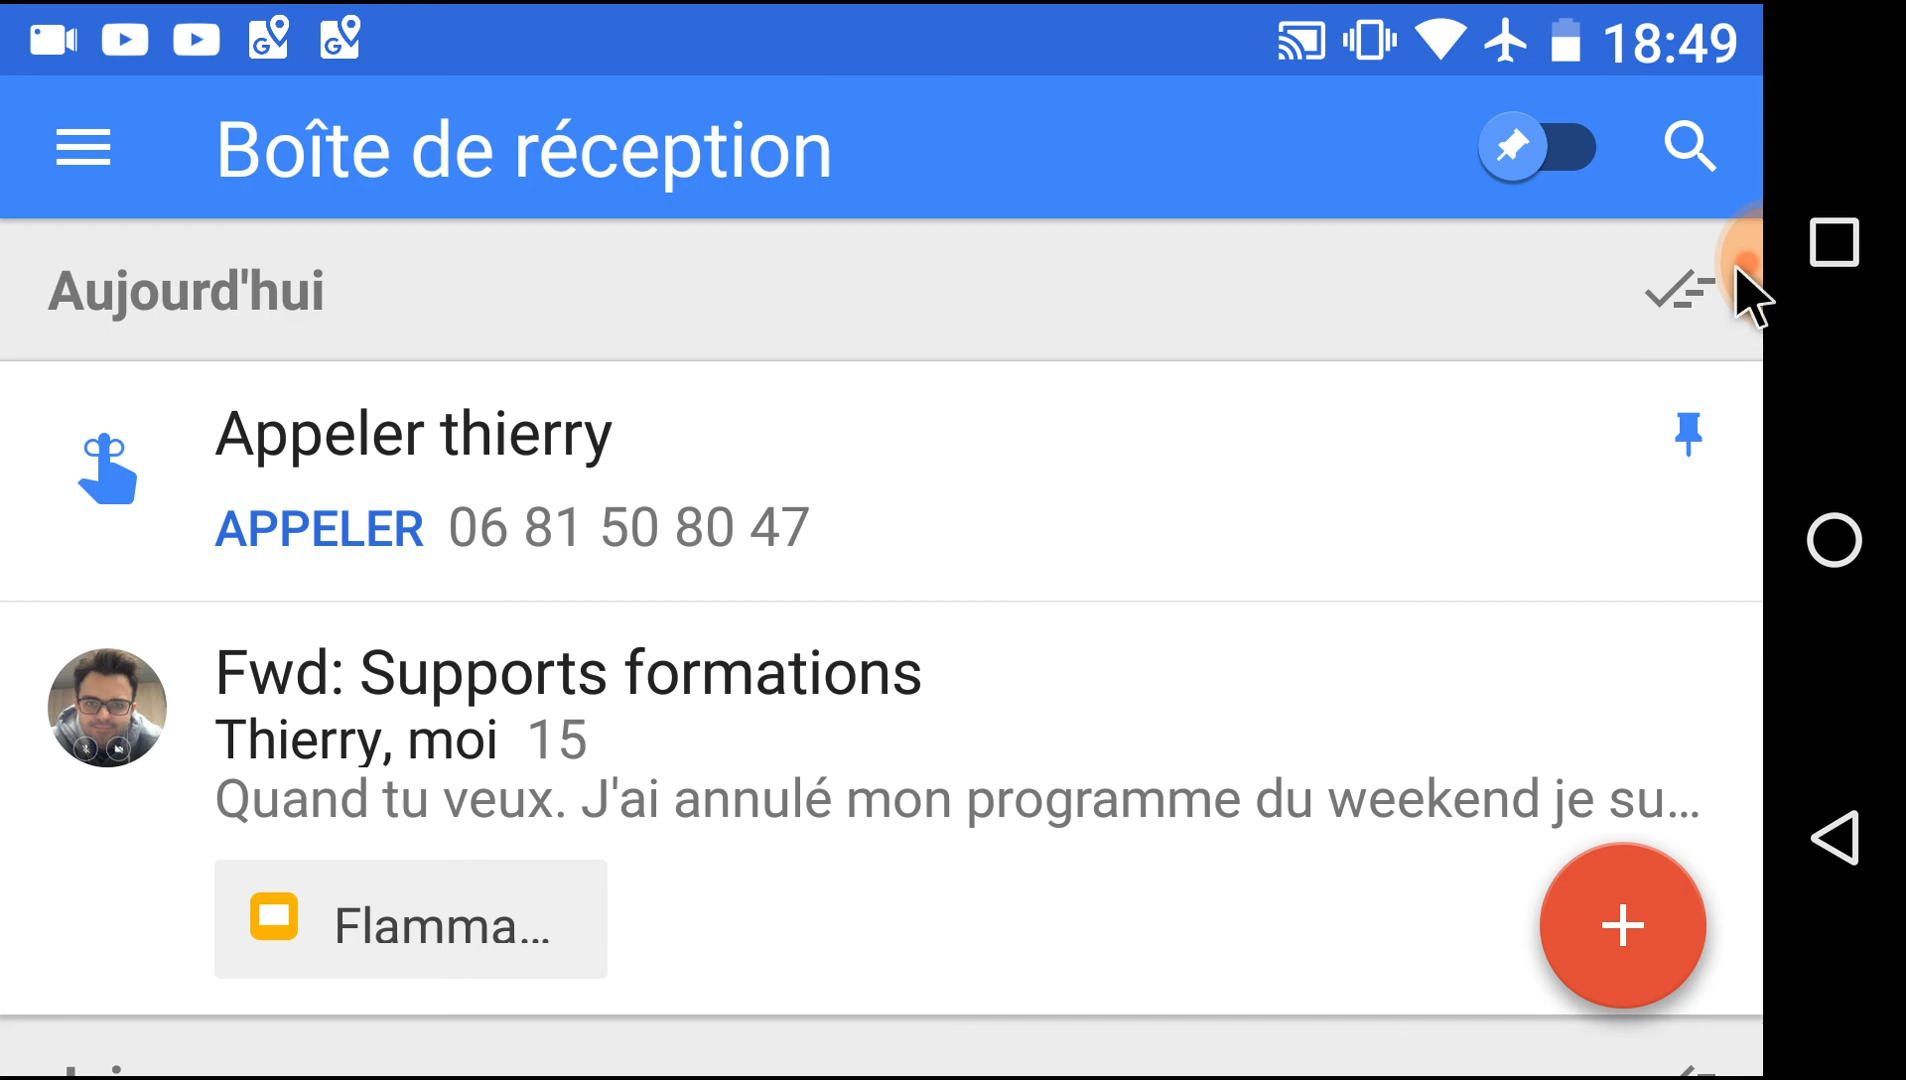 18:49
Boîte de réception
Aujourd'hui
Appeler thierry
APPELER 06 81 50 80 47
Fwd: Supports formations
Thierry, moi 15
Quand tu veux. J'ai annulé mon programme du weekend je su...
Flamma...